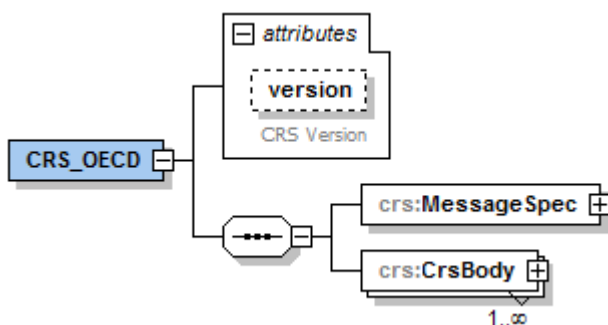 attributes
version
CRS Version
CRS_OECD
crs:MessageSpec
crs:CrsBody
1..∞